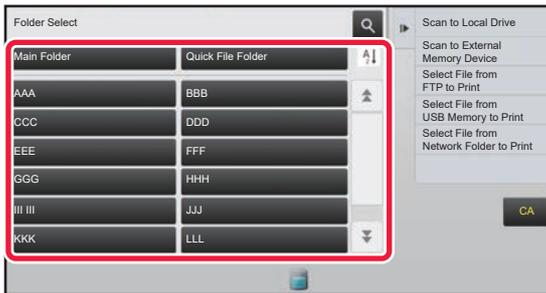 Folder Select
Main Folder
Quick File Folder
AAA
BBB
CCC
DDD
EEE
FFF
GGG
HHH
III III
JJJ
KKK
LLL
Scan to Local Drive
Scan to External
Memory Device
Select File from
FTP to Print
Select File from
USB Memory to Print
Select File from
Network Folder to Print
CA